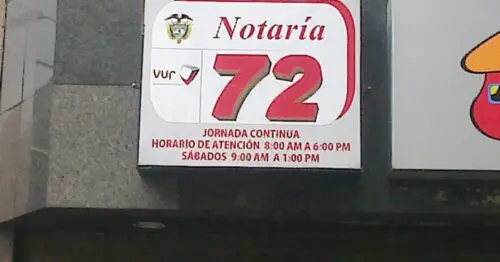 Notaría
vur
72
JORNADA CONTINUA
HORARIO DE ATENCIÓN 8:00 AM A 6:00 PM
SÁBADOS 9:00 AM A 1:00 PM